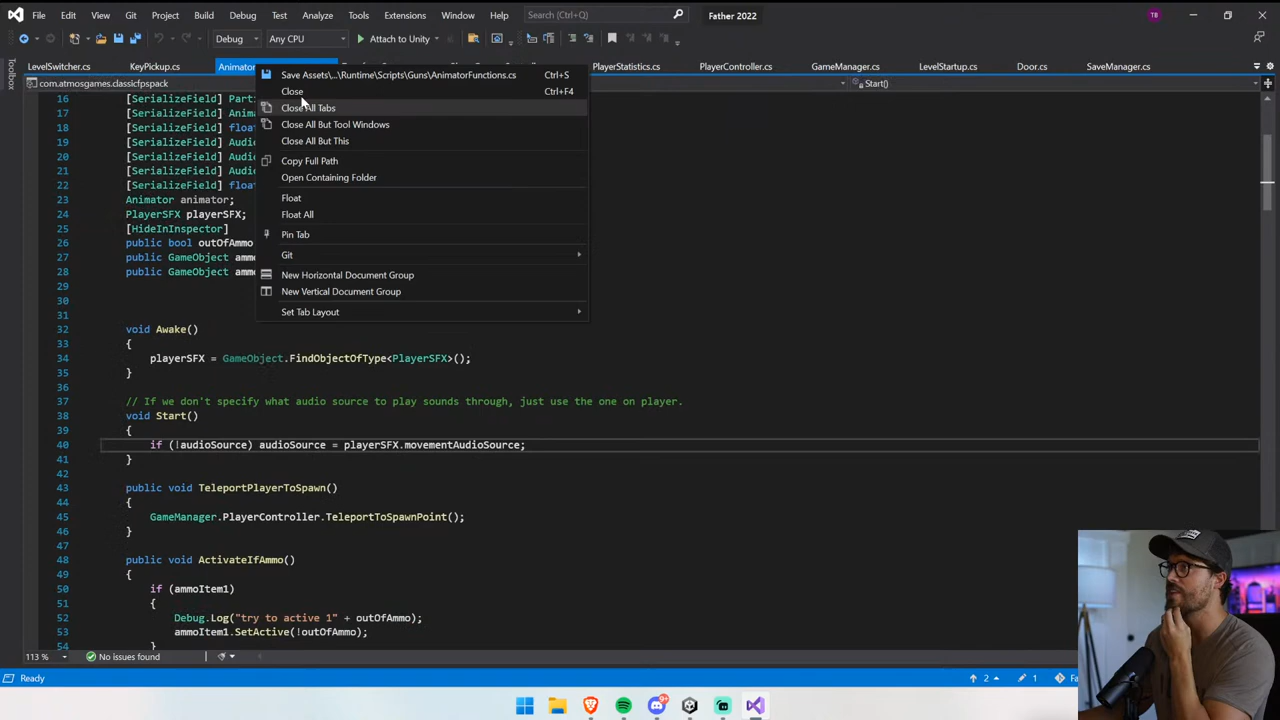 File Edit View Git Project Build Debug Test Analyze Tools Extensions Window Help Search (Ctrl+Q) Father 2022 TB
Debug Any CPU Attach to Unity
Toolbox
LevelSwitcher.cs KeyPickup.cs Animator PlayerStatistics.cs PlayerController.cs GameManager.cs Door.cs LevelStartup.cs SaveManager.cs
com.atmosgames.classicfpspack Start()
Save Assets\...\Runtime\Scripts\Guns\AnimatorFunctions.cs Ctrl+S
Close Ctrl+F4
Close All Tabs
Close All But Tool Windows
Close All But This
Copy Full Path
Open Containing Folder
Float
Float All
Pin Tab
Git
New Horizontal Document Group
New Vertical Document Group
Set Tab Layout
16 [SerializeField] Part
17 [SerializeField] Anim
18 [SerializeField] float
19 [SerializeField] Audio
20 [SerializeField] Audio
21 [SerializeField] Audio
22 [SerializeField] float
23 Animator animator;
24 PlayerSFX playerSFX;
25 [HideInInspector]
26 public bool outOfAmmo
27 public GameObject ammo
28 public GameObject ammo
29
30
31
32 void Awake()
33 {
34 playerSFX = GameObject.FindObjectOfType<PlayerSFX>();
35 }
36
37 // If we don't specify what audio source to play sounds through, just use the one on player.
38 void Start()
39 {
40 if (!audioSource) audioSource = playerSFX.movementAudioSource;
41 }
42
43 public void TeleportPlayerToSpawn()
44 {
45 GameManager.PlayerController.TeleportToSpawnPoint();
46 }
47
48 public void ActivateIfAmmo()
49 {
50 if (ammoItem1)
51 {
52 Debug.Log("try to active 1" + outOfAmmo);
53 ammoItem1.SetActive(!outOfAmmo);
54 }
113 % No issues found
Ready 2 1
9+